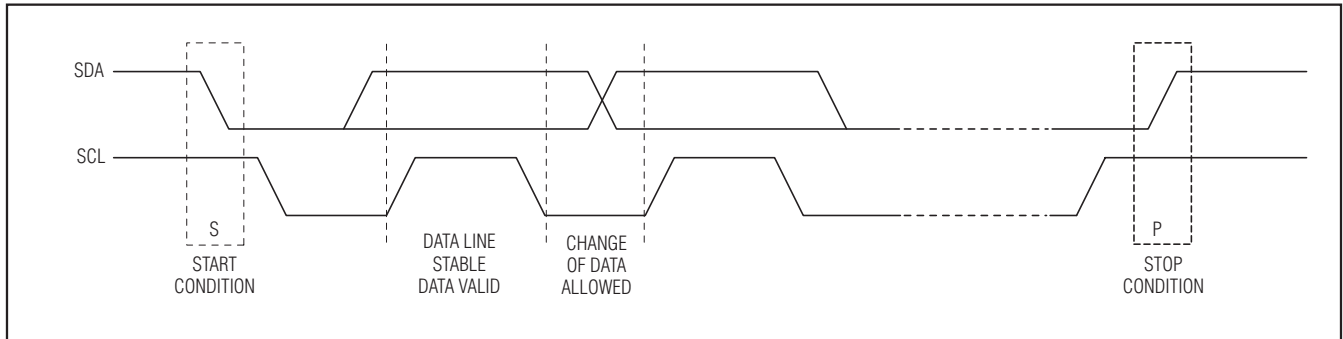 SDA
SCL
S
START
CONDITION
DATA LINE
STABLE
DATA VALID
CHANGE
OF DATA
ALLOWED
P
STOP
CONDITION